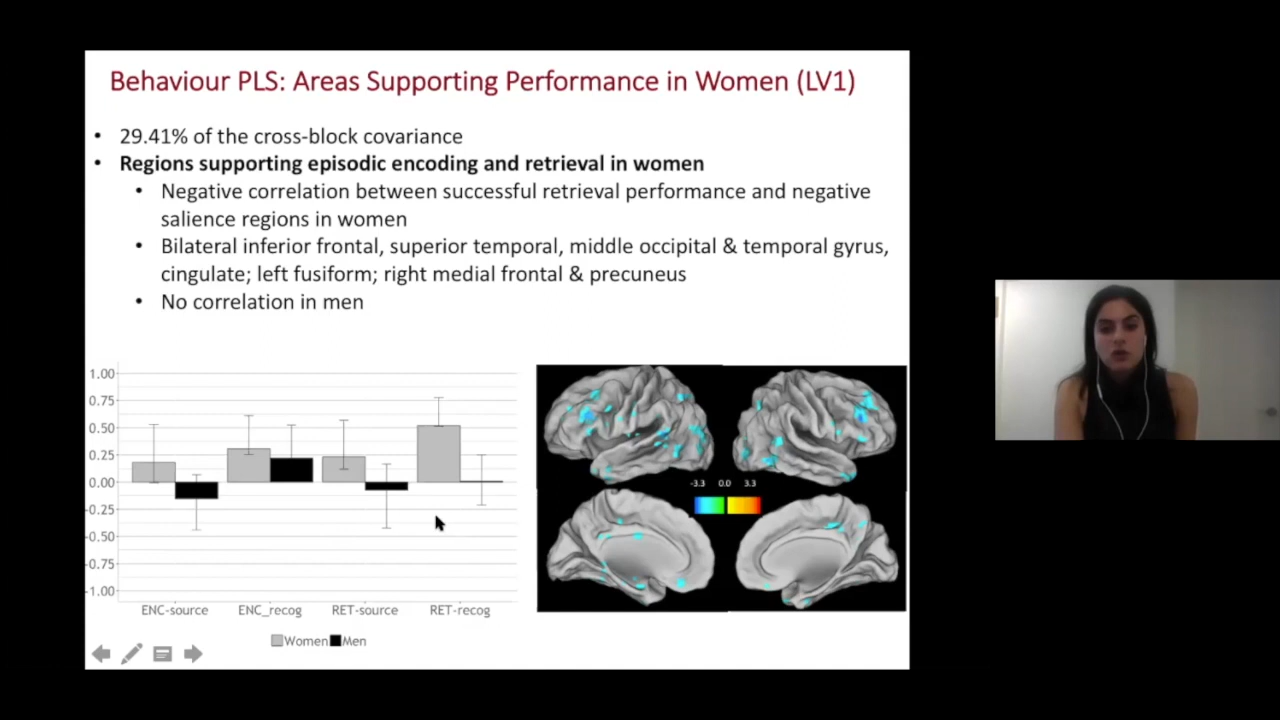 Behaviour PLS: Areas Supporting Performance in Women (LV1)
• 29.41% of the cross-block covariance
• Regions supporting episodic encoding and retrieval in women
• Negative correlation between successful retrieval performance and negative
salience regions in women
• Bilateral inferior frontal, superior temporal, middle occipital & temporal gyrus,
cingulate; left fusiform; right medial frontal & precuneus
• No correlation in men
1.00
0.75
0.50
0.25
0.00
-0.25
-0.50
-0.75
-1.00
ENC-source ENC_recog RET-source RET-recog
Women Men
-3.3 0.0 3.3